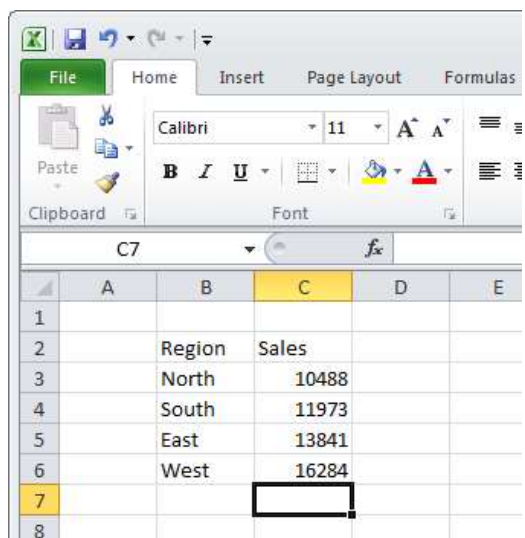 File Home Insert Page Layout Formulas
Calibri 11 A A
Paste B I U A
Clipboard Font
C7 fx
A B C D E
1
2 Region Sales
3 North 10488
4 South 11973
5 East 13841
6 West 16284
7
8